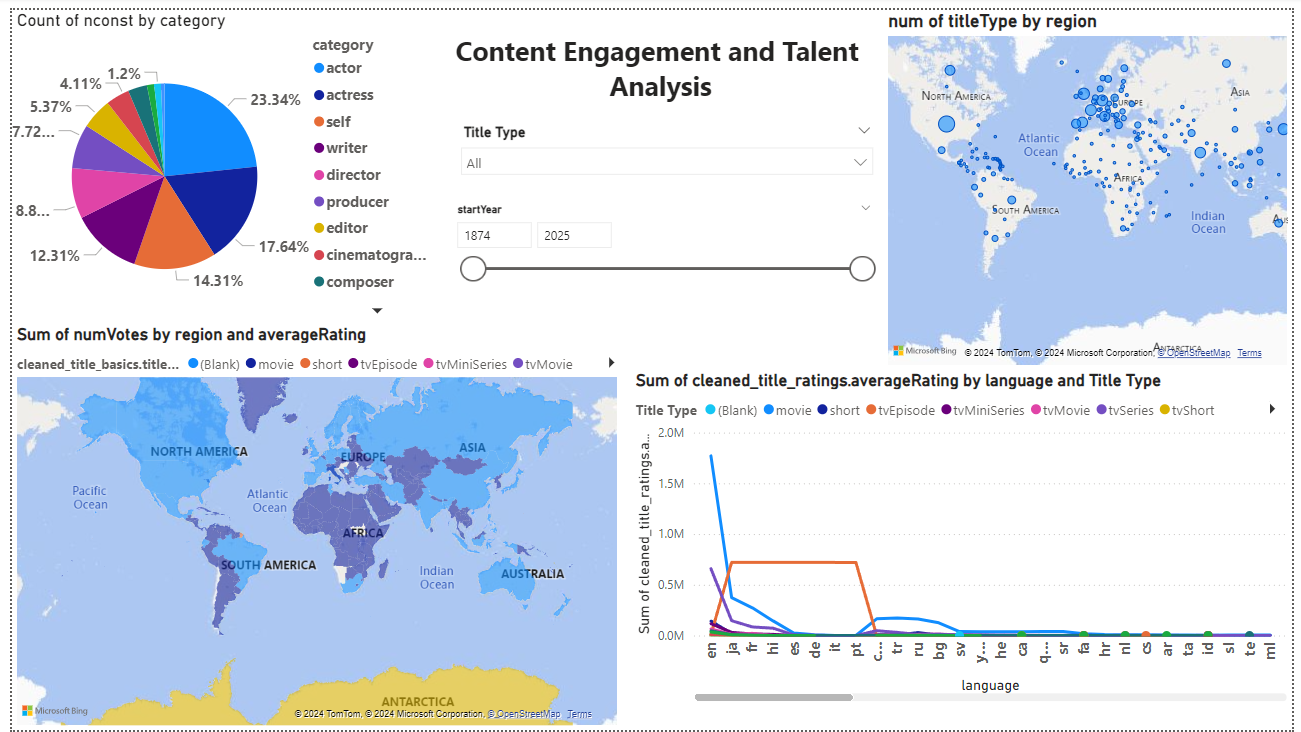 Count of nconst by category
category
actor
actress
self
writer
director
producer
editor
cinematogra...
composer
1.2%
4.11%
5.37%
7.72...
8.8...
12.31%
14.31%
17.64%
23.34%
Content Engagement and Talent
Analysis
Title Type
All
startYear
1874
2025
num of titleType by region
NORTH AMERICA
EUROPE
ASIA
Atlantic
Ocean
AFRICA
SOUTH AMERICA
Indian
Ocean
ANTARCTICA
Microsoft Bing
© 2024 TomTom, © 2024 Microsoft Corporation, © OpenStreetMap Terms
Sum of numVotes by region and averageRating
cleaned_title_basics.title... (Blank) movie short tvEpisode tvMiniSeries tvMovie
NORTH AMERICA
EUROPE
ASIA
Pacific
Ocean
Atlantic
Ocean
AFRICA
SOUTH AMERICA
Indian
Ocean
AUSTRALIA
ANTARCTICA
Microsoft Bing
© 2024 TomTom, © 2024 Microsoft Corporation, © OpenStreetMap Terms
Sum of cleaned_title_ratings.averageRating by language and Title Type
Title Type (Blank) movie short tvEpisode tvMiniSeries tvMovie tvSeries tvShort
Sum of cleaned_title_ratings.a...
2.0M
1.5M
1.0M
0.5M
0.0M
en ja fr hi es de it pt c... tr ru bg sv y... he ca q... sr fa hr nl cs ar ta id sl te ml
language